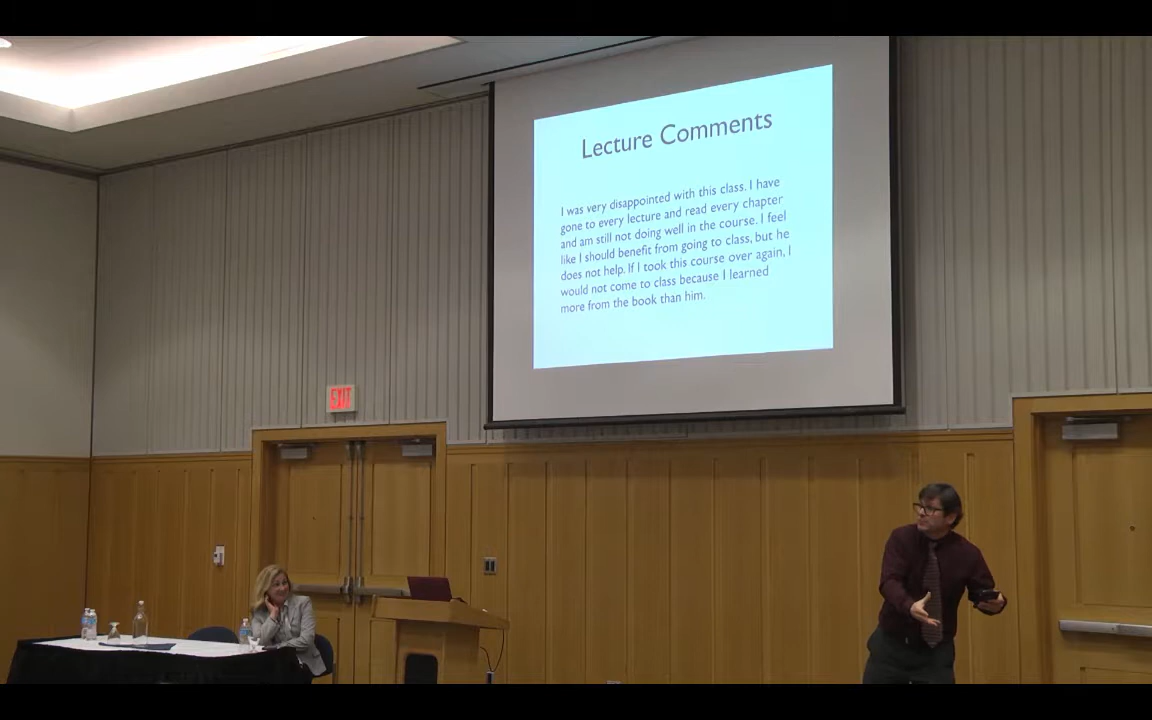 Lecture Comments
I was very disappointed with this class. I have
gone to every lecture and read every chapter
and am still not doing well in the course. I feel
like I should benefit from going to class, but he
does not help. If I took this course over again, I
would not come to class because I learned
more from the book than him.
EXIT